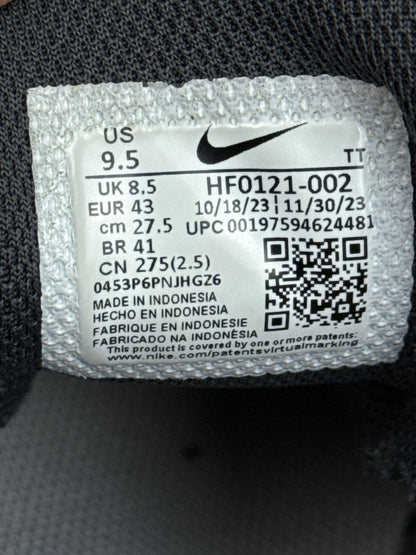 US
9.5
TT
UK 8.5
HF0121-002
EUR 43
10/18/23 | 11/30/23
cm 27.5
UPC 00197594624481
BR 41
CN 275(2.5)
0453P6PNJHGZ6
MADE IN INDONESIA
HECHO EN INDONESIA
FABRIQUE EN INDONESIE
FABRICADO NA INDONÉSIA
This product is covered by one or more patents:
www.nike.com/patentsvirtualmarking